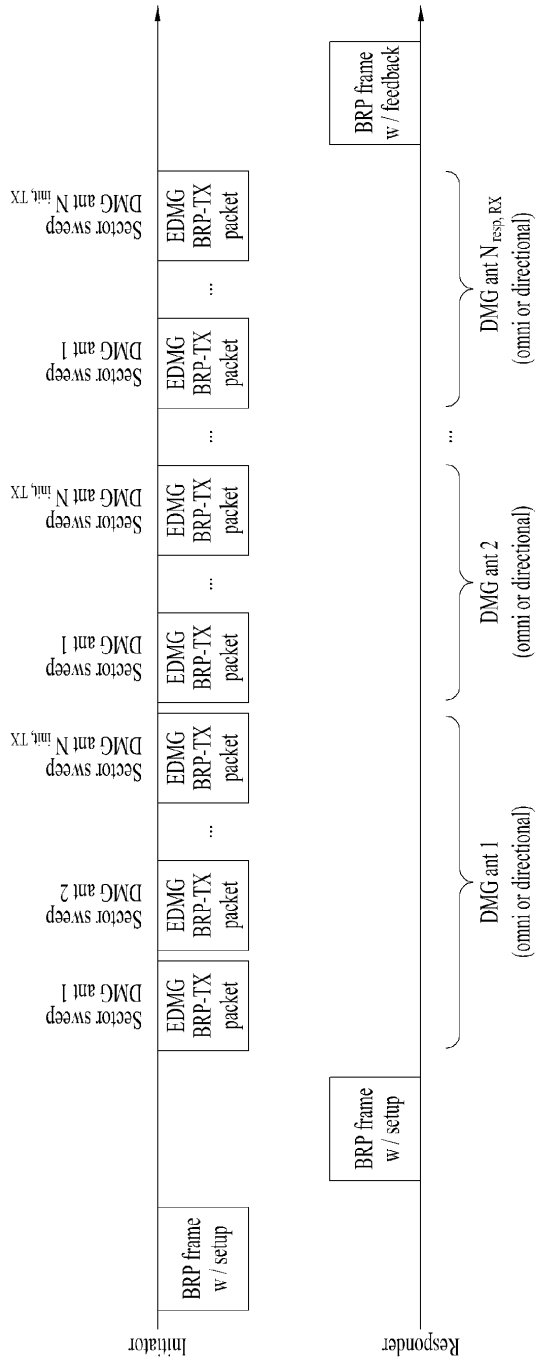 Initiator
BRP frame
w / setup
Sector sweep
DMG ant 1
EDMG
BRP-TX
packet
Sector sweep
DMG ant 2
EDMG
BRP-TX
packet
...
Sector sweep
DMG ant N init, TX
EDMG
BRP-TX
packet
Sector sweep
DMG ant 1
EDMG
BRP-TX
packet
...
Sector sweep
DMG ant N init, TX
EDMG
BRP-TX
packet
...
Sector sweep
DMG ant 1
EDMG
BRP-TX
packet
...
Sector sweep
DMG ant N init, TX
EDMG
BRP-TX
packet
Responder
BRP frame
w / setup
DMG ant 1
(omni or directional)
DMG ant 2
(omni or directional)
...
DMG ant N resp, RX
(omni or directional)
BRP frame
w / feedback